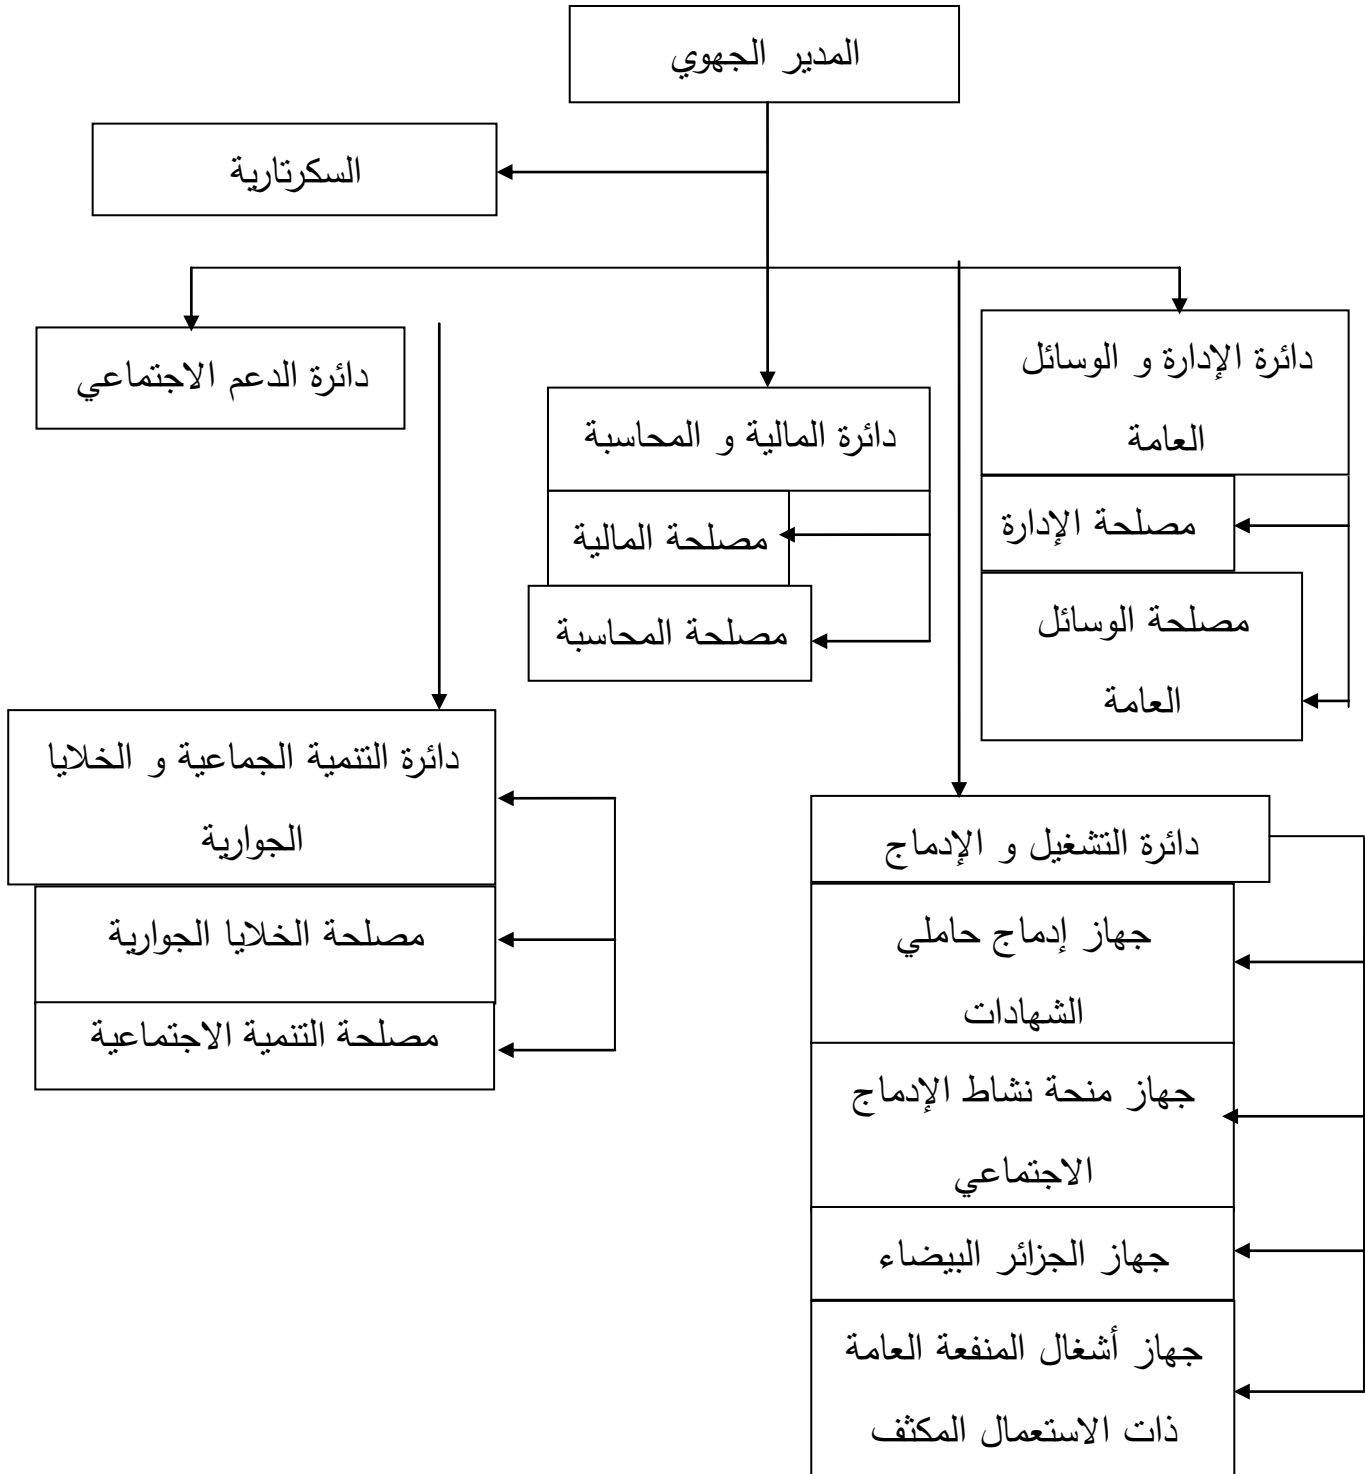 المدير الجهوي
السكرتارية
دائرة الإدارة و الوسائل
العامة
مصلحة الإدارة
مصلحة الوسائل
العامة
دائرة المالية و المحاسبة
مصلحة المالية
مصلحة المحاسبة
دائرة الدعم الاجتماعي
دائرة التشغيل و الإدماج
جهاز إدماج حاملي
الشهادات
جهاز منحة نشاط الإدماج
الاجتماعي
جهاز الجزائر البيضاء
جهاز أشغال المنفعة العامة
ذات الاستعمال المكثف
دائرة التنمية الجماعية و الخلايا
الجوارية
مصلحة الخلايا الجوارية
مصلحة التنمية الاجتماعية